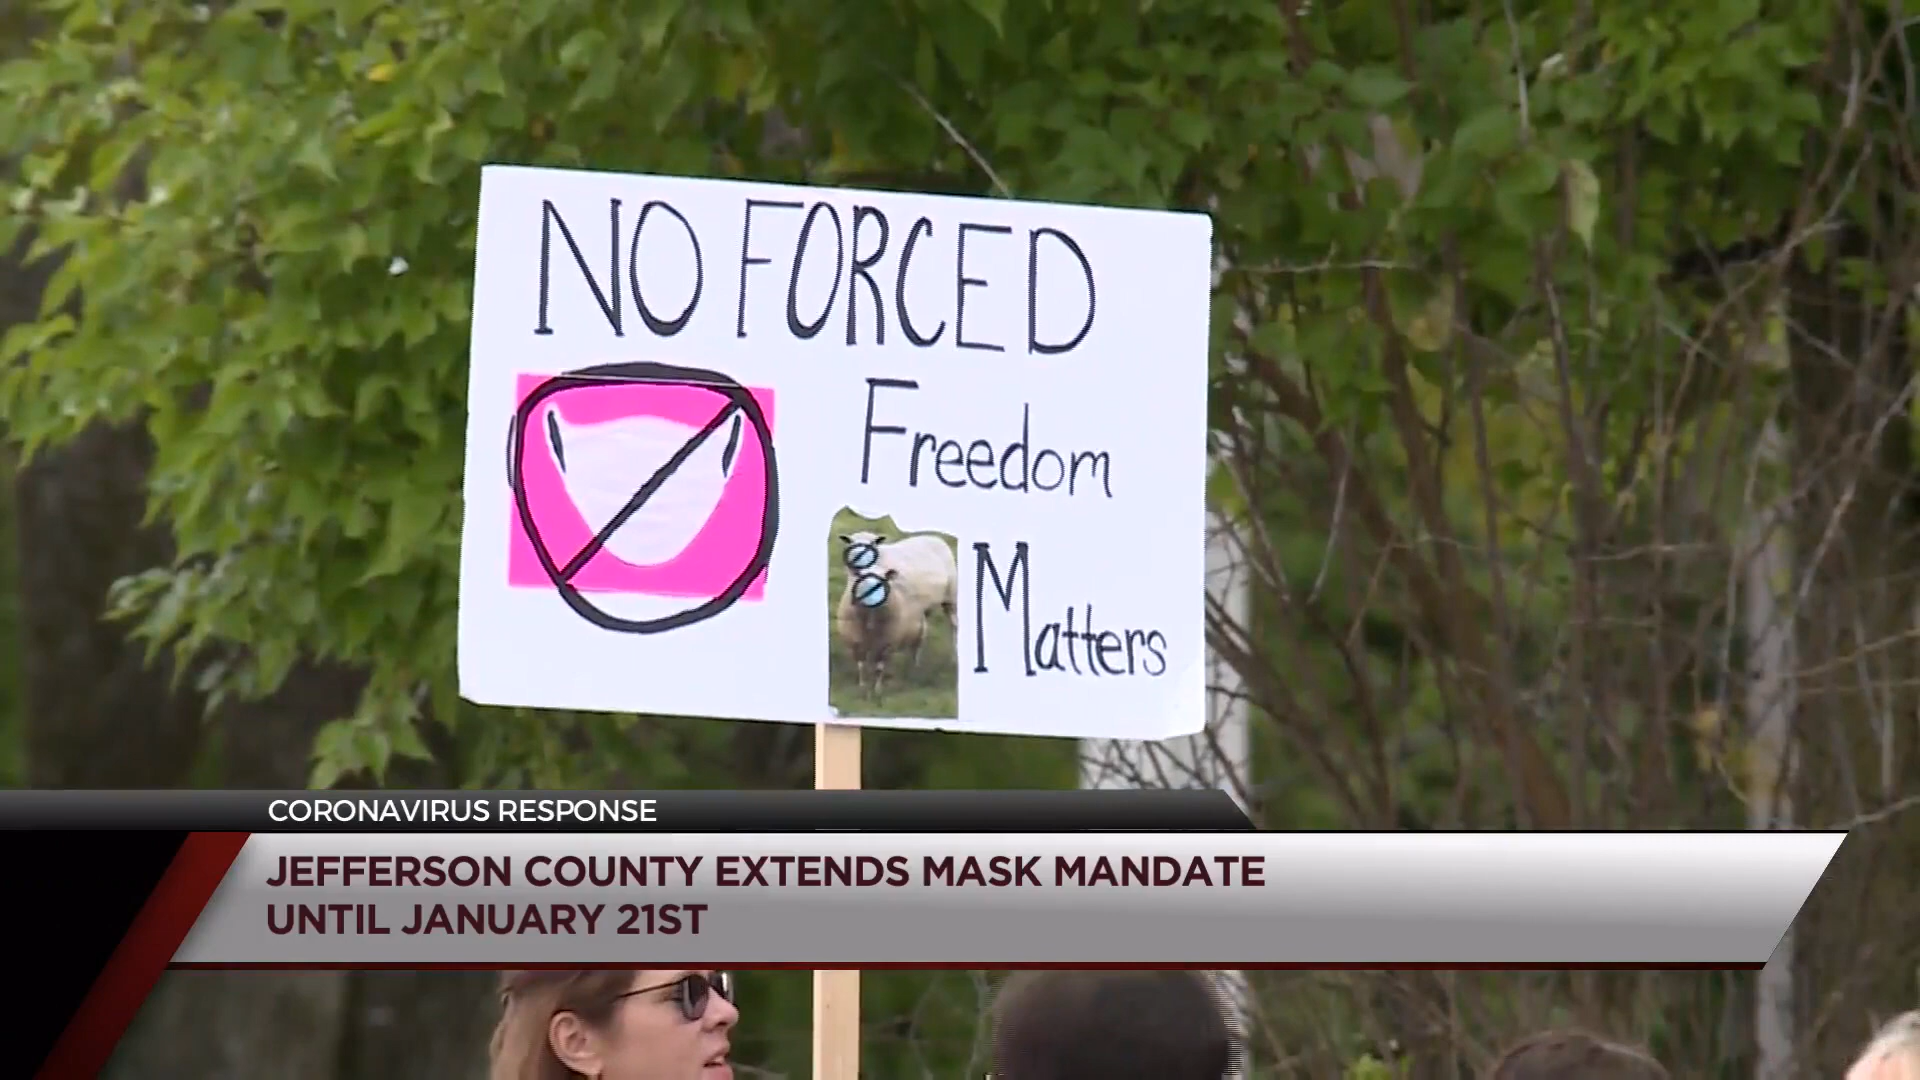 NO FORCED
Freedom
Matters
CORONAVIRUS RESPONSE
JEFFERSON COUNTY EXTENDS MASK MANDATE
UNTIL JANUARY 21ST